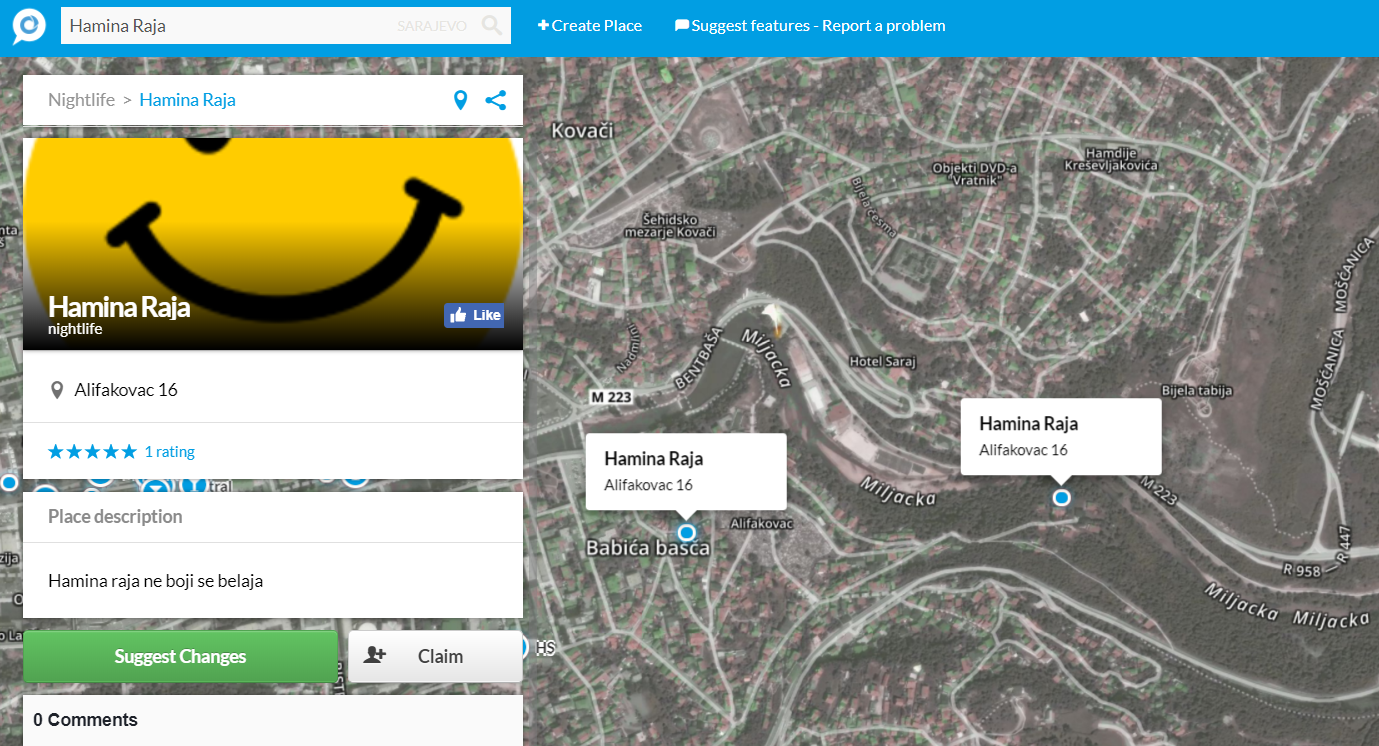 Hamina Raja
SARAJEVO
Create Place
Suggest features - Report a problem
Nightlife > Hamina Raja
Hamina Raja
nightlife
Like
Alifakovac 16
1 rating
Place description
Hamina raja ne boji se belaja
Suggest Changes
Claim
0 Comments
Kovači
Objekti DVD-a
"Vratnik"
Hamdije
Kreševljakovića
Bijela česma
Šehidsko
mezarje Kovači
MOŠĆANICA
MOŠĆANICA
BENTBAŠA
Miljacka
Hotel Saraj
M 223
Bijela tabija
Hamina Raja
Alifakovac 16
Hamina Raja
Alifakovac 16
Miljacka
M-223
Alifakovac
Babića bašča
R 447
R 958
Miljacka
Miljacka
HS